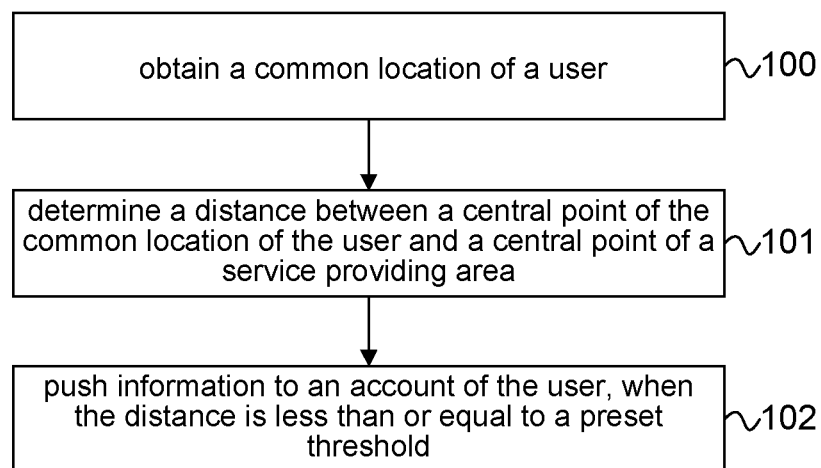 obtain a common location of a user
100
determine a distance between a central point of the
common location of the user and a central point of a
service providing area
101
push information to an account of the user, when
the distance is less than or equal to a preset
threshold
102